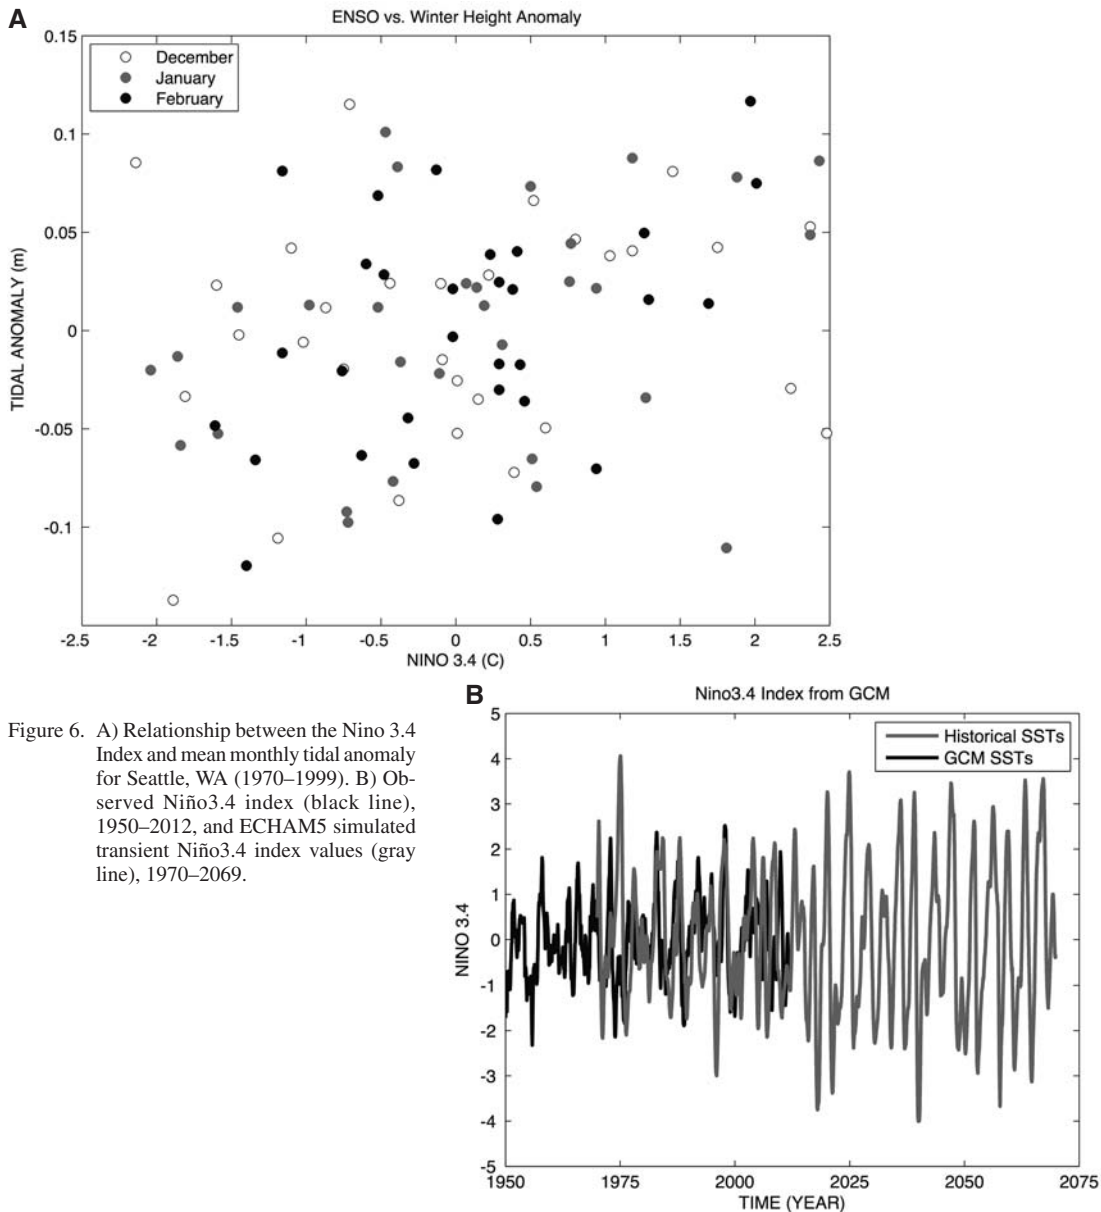 A
ENSO vs. Winter Height Anomaly
0.15
0.1
0.05
0
-0.05
-0.1
TIDAL ANOMALY (m)
December
January
February
-2.5 -2 -1.5 -1 -0.5 0 0.5 1 1.5 2 2.5
NINO 3.4 (C)
Figure 6. A) Relationship between the Nino 3.4
Index and mean monthly tidal anomaly
for Seattle, WA (1970–1999). B) Ob-
served Niño3.4 index (black line),
1950–2012, and ECHAM5 simulated
transient Niño3.4 index values (gray
line), 1970–2069.
B
Nino3.4 Index from GCM
5
4
3
2
1
0
-1
-2
-3
-4
-5
NINO 3.4
Historical SSTs
GCM SSTs
1950 1975 2000 2025 2050 2075
TIME (YEAR)